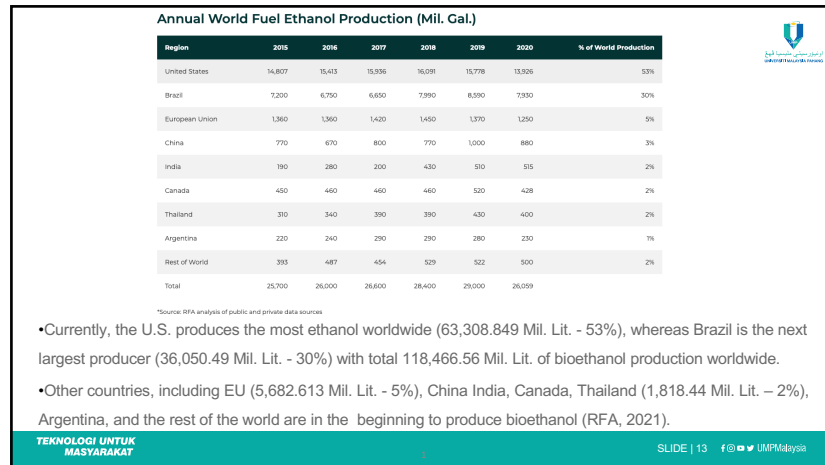 Annual World Fuel Ethanol Production (Mil. Gal.)
Region 2015 2016 2017 2018 2019 2020 % of World Production
United States 14,807 15,413 15,936 16,091 15,778 13,926 53%
Brazil 7,200 6,750 6,650 7,990 8,590 7,930 30%
European Union 1,360 1,360 1,420 1,450 1,370 1,250 5%
China 770 670 800 770 1,000 880 3%
India 190 280 200 430 510 515 2%
Canada 450 460 460 460 520 428 2%
Thailand 310 340 390 390 430 400 2%
Argentina 220 240 290 290 280 230 1%
Rest of World 393 487 454 529 522 500 2%
Total 25,700 26,000 26,600 28,400 29,000 26,059
*Source: RFA analysis of public and private data sources
UNIVERSITI MALAYSIA PAHANG
•Currently, the U.S. produces the most ethanol worldwide (63,308.849 Mil. Lit. - 53%), whereas Brazil is the next
largest producer (36,050.49 Mil. Lit. - 30%) with total 118,466.56 Mil. Lit. of bioethanol production worldwide.
•Other countries, including EU (5,682.613 Mil. Lit. - 5%), China India, Canada, Thailand (1,818.44 Mil. Lit. – 2%),
Argentina, and the rest of the world are in the beginning to produce bioethanol (RFA, 2021).
TEKNOLOGI UNTUK
MASYARAKAT
SLIDE | 13 UMPMalaysia